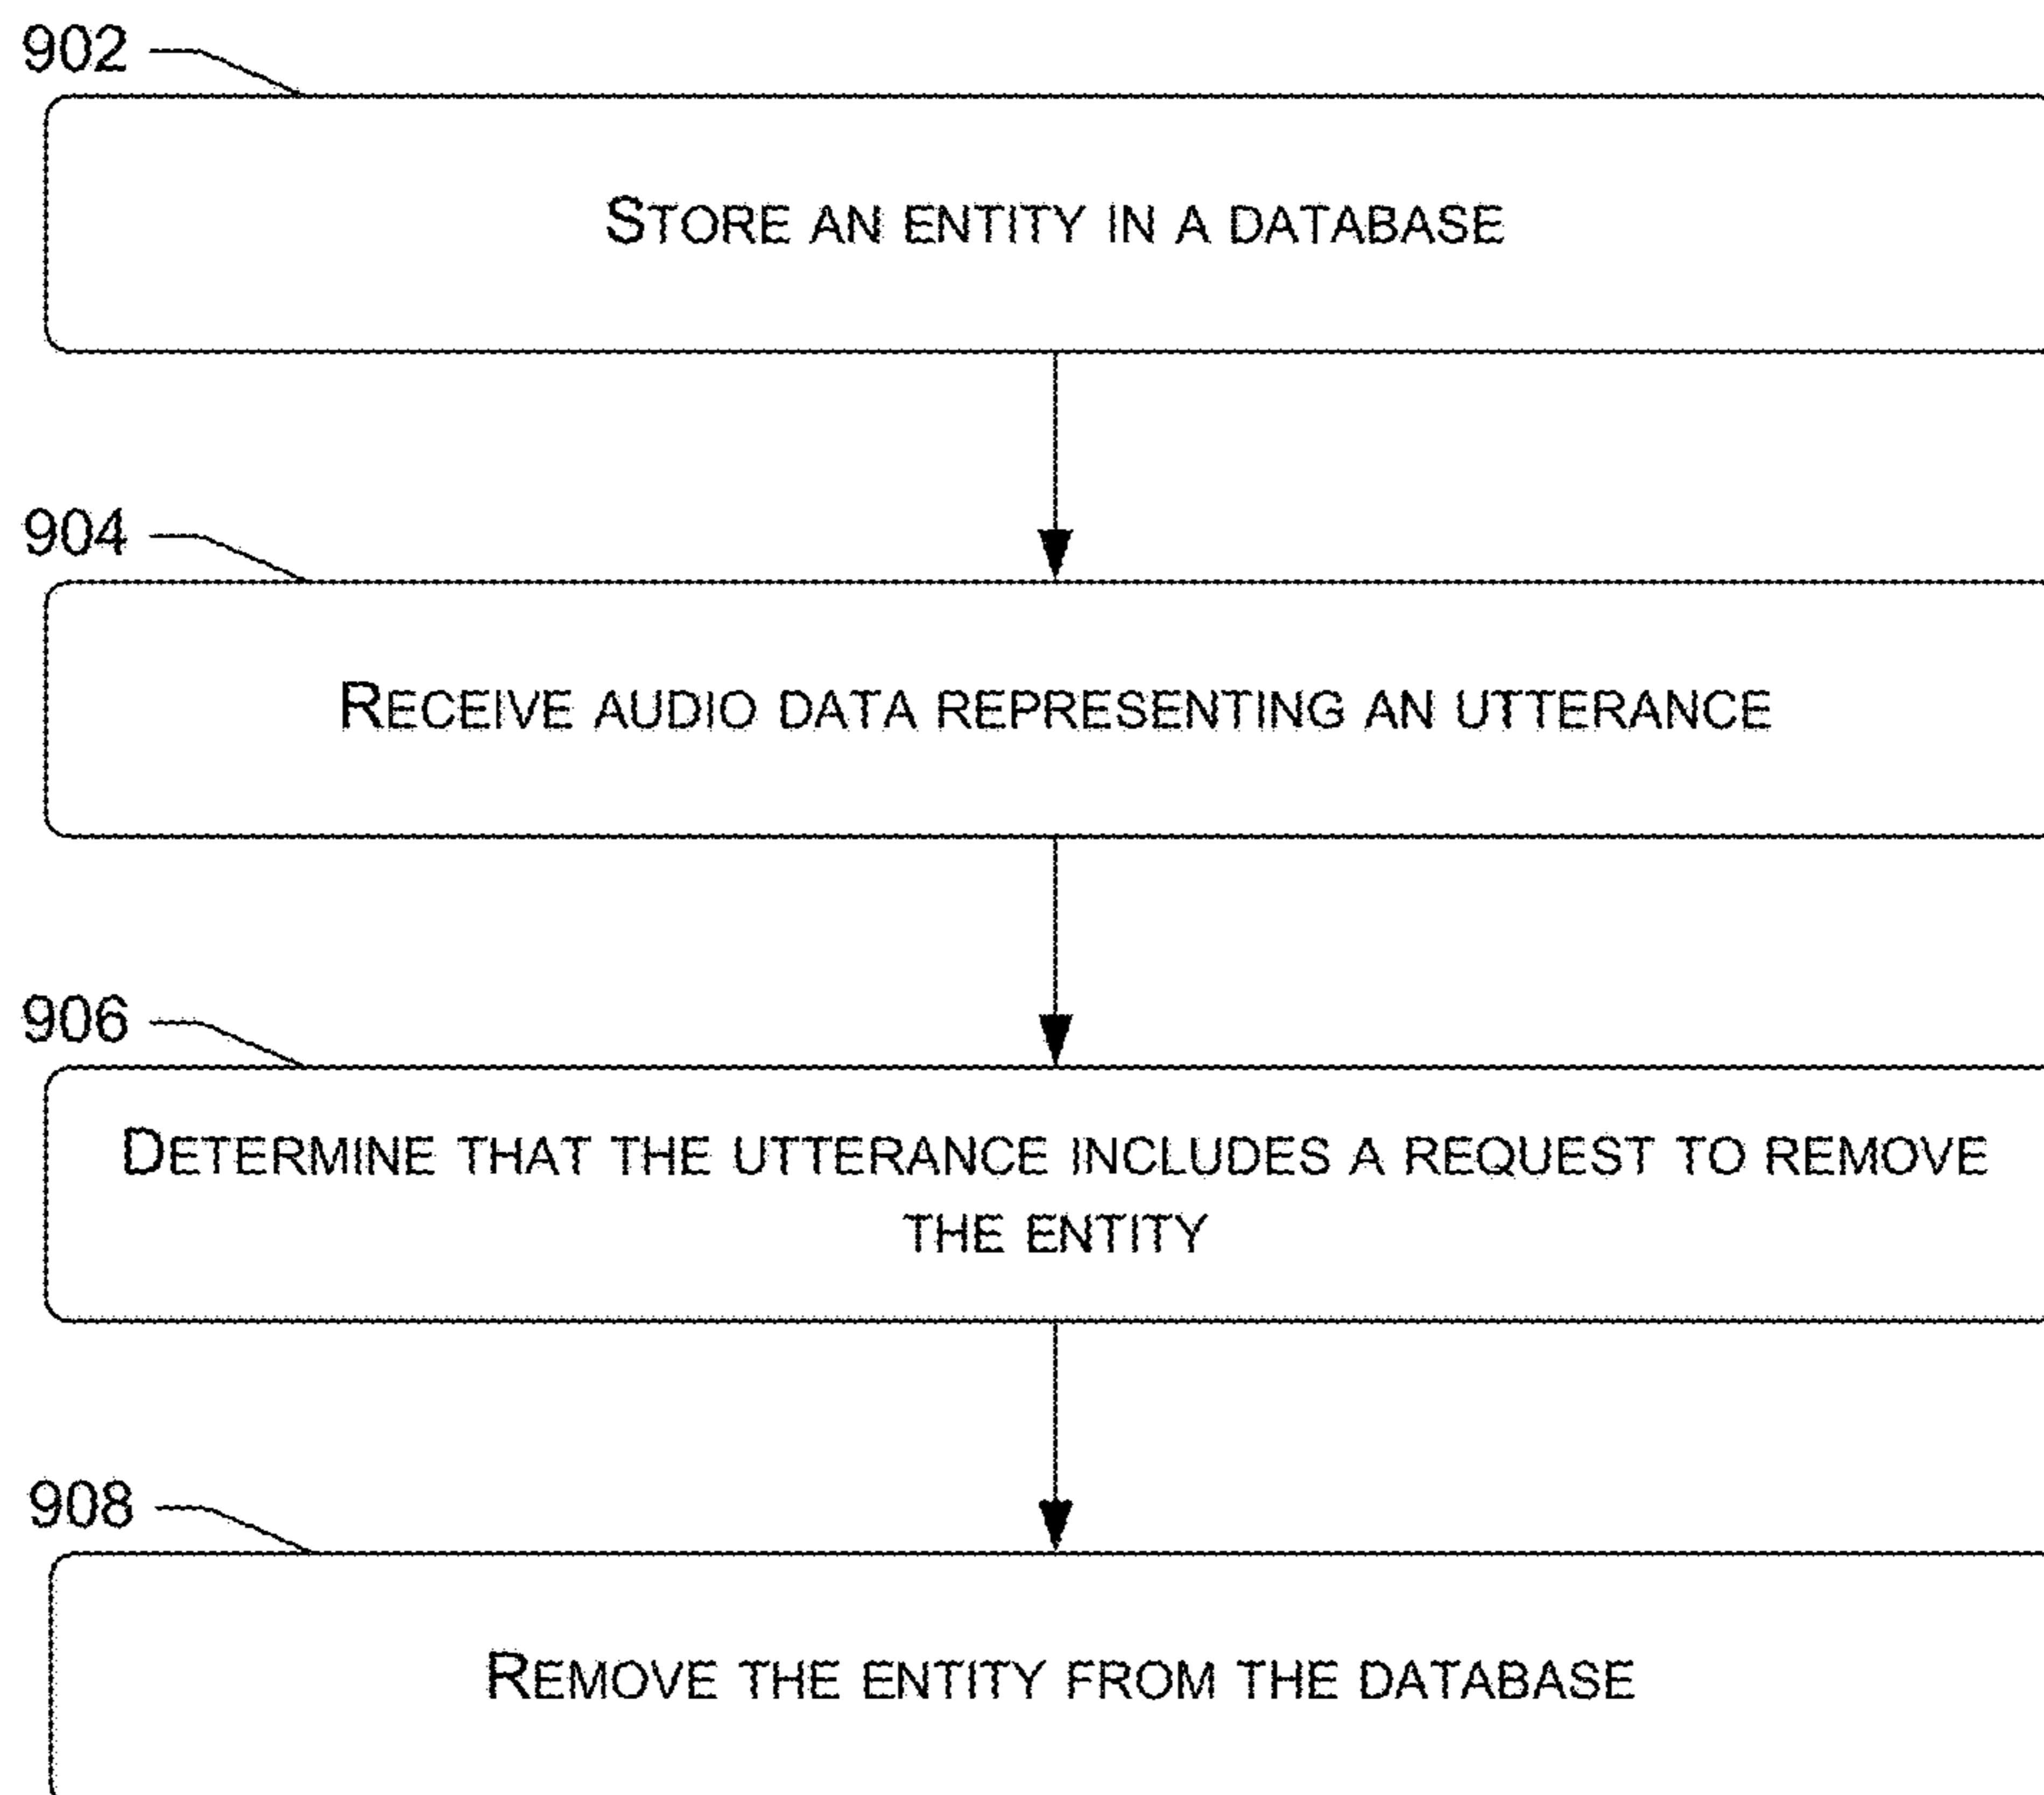 902
STORE AN ENTITY IN A DATABASE
904
RECEIVE AUDIO DATA REPRESENTING AN UTTERANCE
906
DETERMINE THAT THE UTTERANCE INCLUDES A REQUEST TO REMOVE
THE ENTITY
908
REMOVE THE ENTITY FROM THE DATABASE